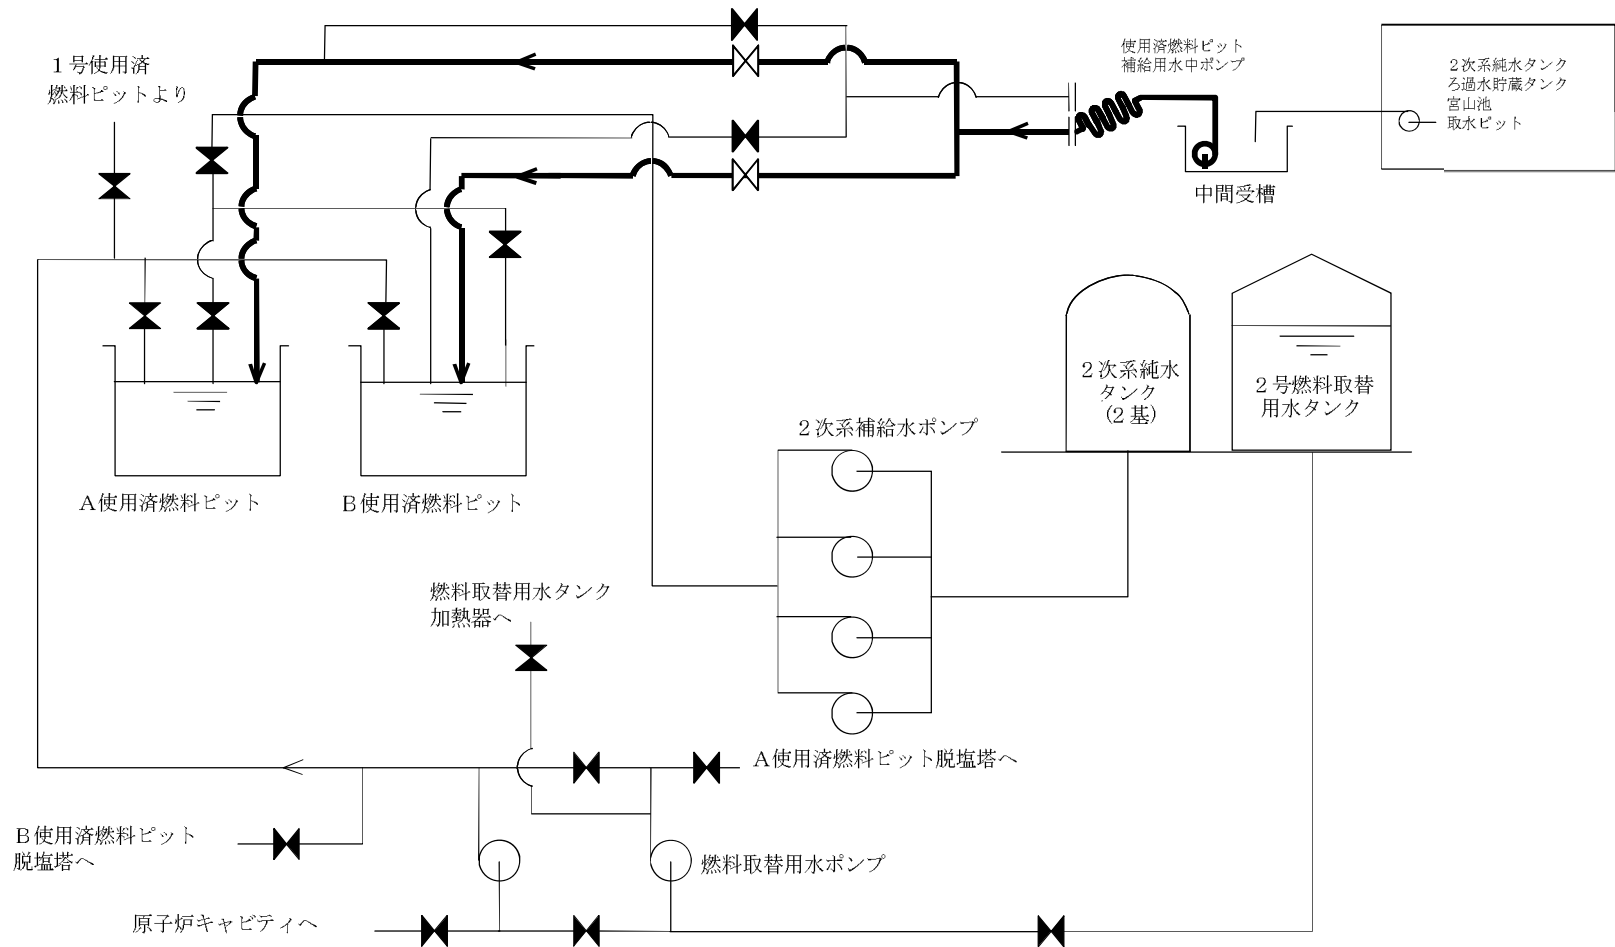 １号使用済
燃料ピットより
使用済燃料ピット
補給用水中ポンプ
２次系純水タンク
ろ過水貯蔵タンク
宮山池
取水ピット
中間受槽
２次系純水
タンク
(２基)
２号燃料取替
用水タンク
２次系補給水ポンプ
Ａ使用済燃料ピット
Ｂ使用済燃料ピット
燃料取替用水タンク
加熱器へ
Ａ使用済燃料ピット脱塩塔へ
Ｂ使用済燃料ピット
脱塩塔へ
燃料取替用水ポンプ
原子炉キャビティへ